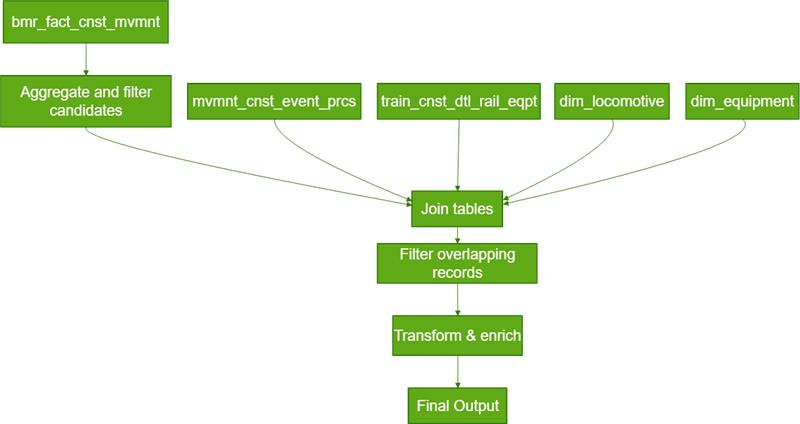 bmr_fact_cnst_mvmnt
Aggregate and filter
candidates
mvmnt_cnst_event_prcs
train_cnst_dtl_rail_eqpt
dim_locomotive
dim_equipment
Join tables
Filter overlapping
records
Transform & enrich
Final Output